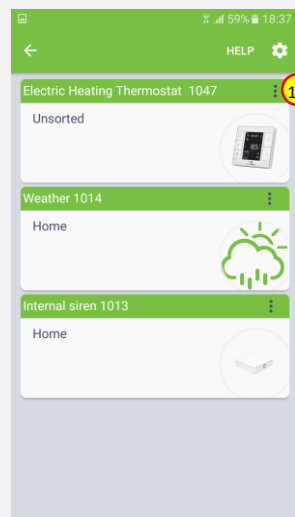 59% 18:37
HELP
Electric Heating Thermostat 1047
1
Unsorted
Weather 1014
Home
Internal siren 1013
Home